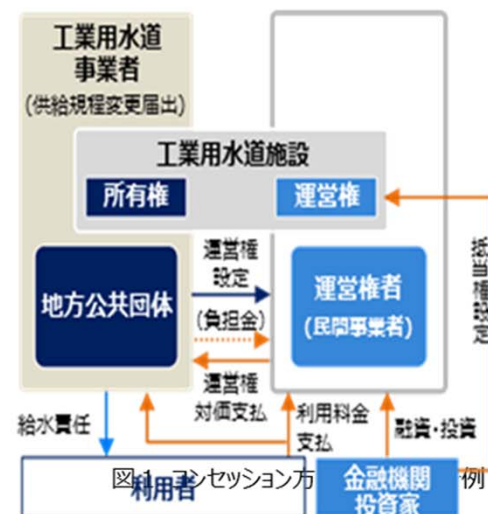 工業用水道
事業者
(供給規程変更届出)
工業用水道施設
所有権
運営権
地方公共団体
運営権
設定
(負担金)
運営権
対価支払
運営権者
(民間事業者)
抵当権設定
給水責任
利用料金
支払
融資・投資
図1 コンセッション方
例
利用者
金融機関
投資家